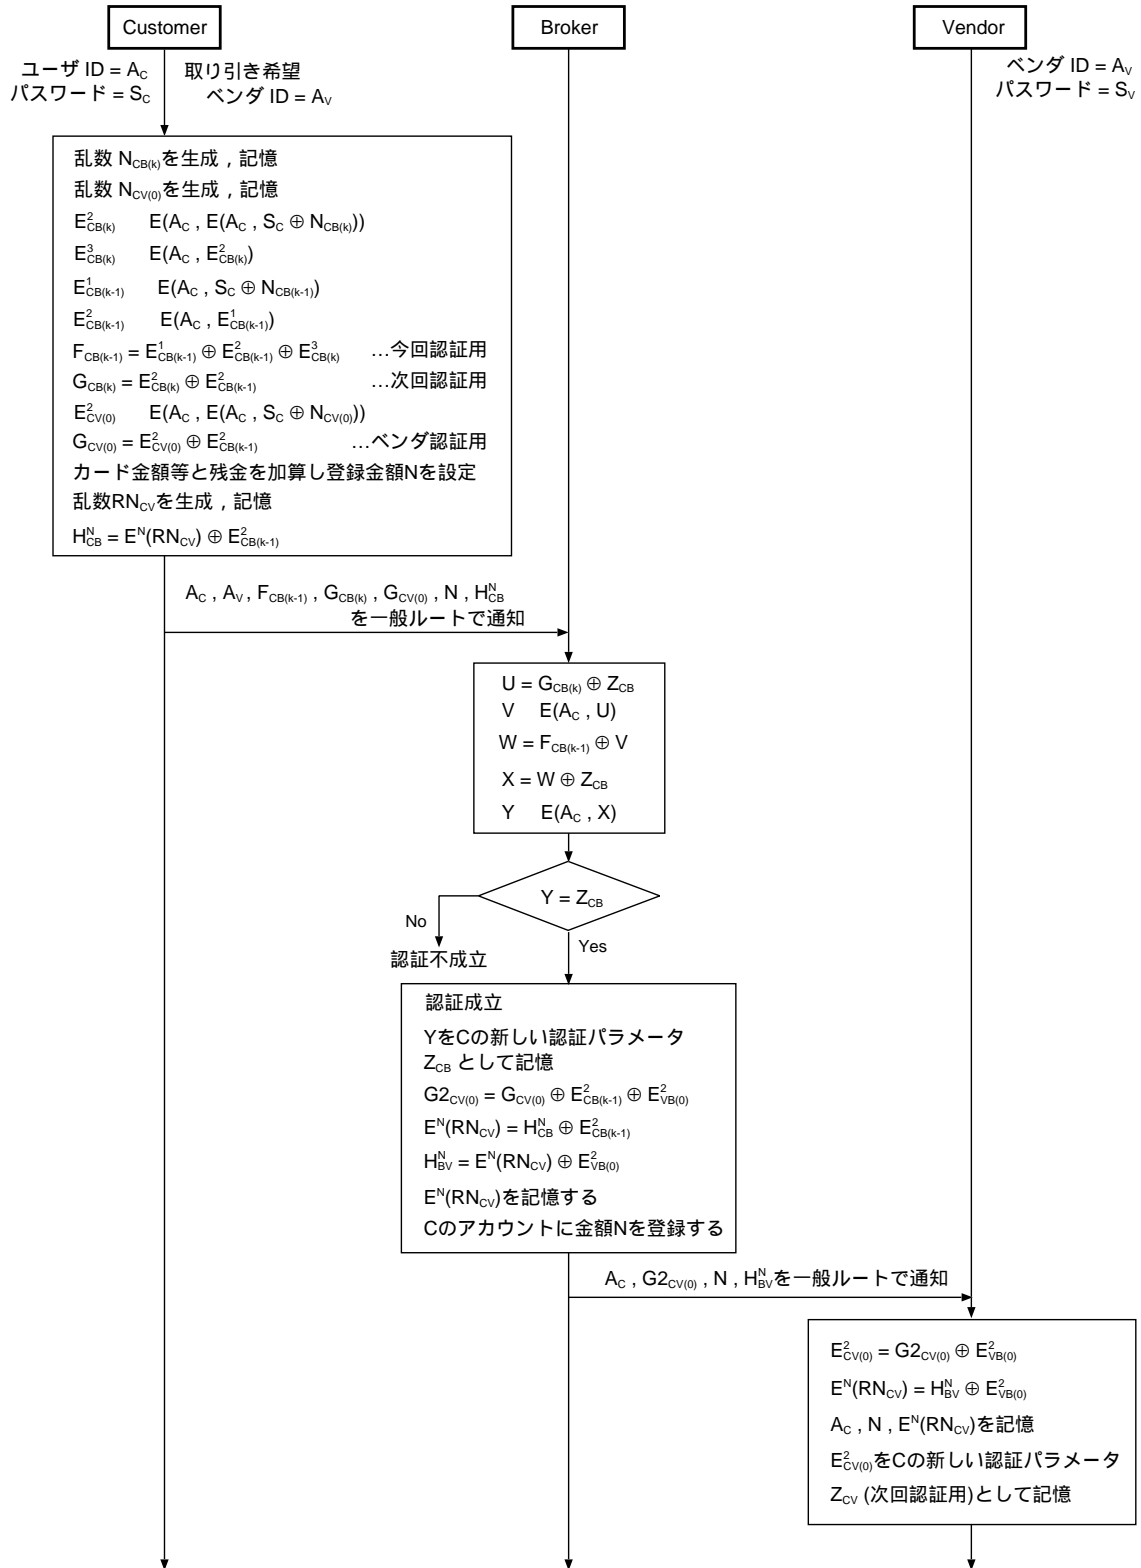 Customer
Broker
Vendor
ユーザ ID = A_C
パスワード = S_C
取り引き希望
ベンダ ID = A_V
ベンダ ID = A_V
パスワード = S_V
乱数 N_CB(k)を生成 , 記憶
乱数 N_CV(0)を生成 , 記憶
E²_CB(k) E(A_C , E(A_C , S_C ⊕ N_CB(k)))
E³_CB(k) E(A_C , E²_CB(k))
E¹_CB(k-1) E(A_C , S_C ⊕ N_CB(k-1))
E²_CB(k-1) E(A_C , E¹_CB(k-1))
F_CB(k-1) = E¹_CB(k-1) ⊕ E²_CB(k-1) ⊕ E³_CB(k) …今回認証用
G_CB(k) = E²_CB(k) ⊕ E²_CB(k-1) …次回認証用
E²_CV(0) E(A_C , E(A_C , S_C ⊕ N_CV(0)))
G_CV(0) = E²_CV(0) ⊕ E²_CB(k-1) …ベンダ認証用
カード金額等と残金を加算し登録金額Nを設定
乱数RN_CVを生成 , 記憶
H^N_CB = E^N(RN_CV) ⊕ E²_CB(k-1)
A_C , A_V , F_CB(k-1) , G_CB(k) , G_CV(0) , N , H^N_CB
を一般ルートで通知
U = G_CB(k) ⊕ Z_CB
V E(A_C , U)
W = F_CB(k-1) ⊕ V
X = W ⊕ Z_CB
Y E(A_C , X)
Y = Z_CB
No
Yes
認証不成立
認証成立
YをCの新しい認証パラメータ
Z_CB として記憶
G2_CV(0) = G_CV(0) ⊕ E²_CB(k-1) ⊕ E²_VB(0)
E^N(RN_CV) = H^N_CB ⊕ E²_CB(k-1)
H^N_BV = E^N(RN_CV) ⊕ E²_VB(0)
E^N(RN_CV)を記憶する
Cのアカウントに金額Nを登録する
A_C , G2_CV(0) , N , H^N_BVを一般ルートで通知
E²_CV(0) = G2_CV(0) ⊕ E²_VB(0)
E^N(RN_CV) = H^N_BV ⊕ E²_VB(0)
A_C , N , E^N(RN_CV)を記憶
E²_CV(0)をCの新しい認証パラメータ
Z_CV (次回認証用)として記憶